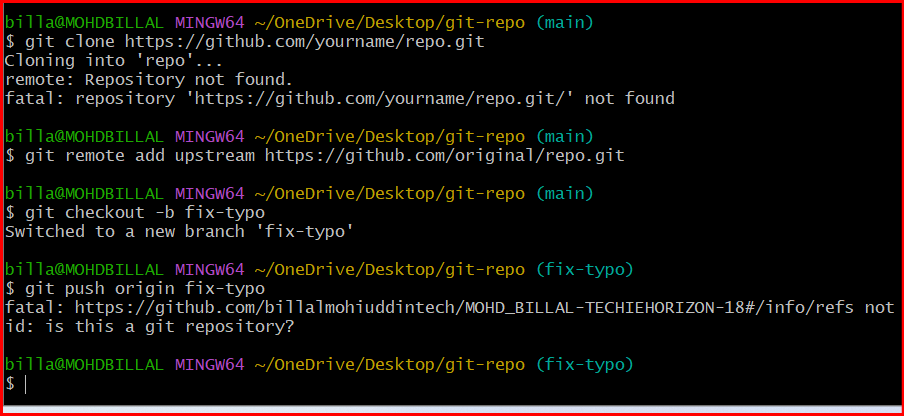 billa@MOHDBILLAL MINGW64 ~/OneDrive/Desktop/git-repo (main)
$ git clone https://github.com/yourname/repo.git
Cloning into 'repo'...
remote: Repository not found.
fatal: repository 'https://github.com/yourname/repo.git/' not found
billa@MOHDBILLAL MINGW64 ~/OneDrive/Desktop/git-repo (main)
$ git remote add upstream https://github.com/original/repo.git
billa@MOHDBILLAL MINGW64 ~/OneDrive/Desktop/git-repo (main)
$ git checkout -b fix-typo
Switched to a new branch 'fix-typo'
billa@MOHDBILLAL MINGW64 ~/OneDrive/Desktop/git-repo (fix-typo)
$ git push origin fix-typo
fatal: https://github.com/billalmohiuddintech/MOHD_BILLAL-TECHIEHORIZON-18#/info/refs not
id: is this a git repository?
billa@MOHDBILLAL MINGW64 ~/OneDrive/Desktop/git-repo (fix-typo)
$